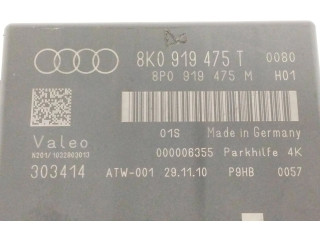 8K0 919 475 T 0080
8P0 919 475 M H01
Valeo
01S Made in Germany
000006355 Parkhilfe 4K
303414 ATW-001 29.11.10 P9HB 0057